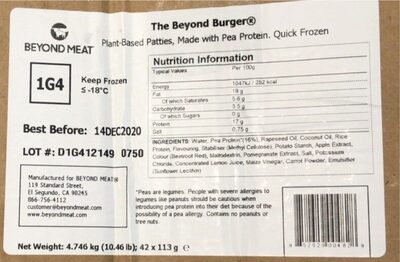 The Beyond Burger®
Plant-Based Patties, Made with Pea Protein. Quick Frozen
BEYOND MEAT
1G4
Keep Frozen
≤ -18°C
Best Before: 14DEC2020
LOT #: D1G412149 0750
Manufactured for BEYOND MEAT®
119 Standard Street,
El Segundo, CA 90245
866-756-4112
customer@beyondmeat.com
www.beyondmeat.com
Nutrition Information
Typical Values Per 100g
Energy 1047kJ / 252 kcal
Fat 19 g
Of which Saturates 5.6 g
Carbohydrate 3.5 g
Of which Sugars 0 g
Protein 17 g
Salt 0.75 g
INGREDIENTS: Water, Pea Protein*(16%), Rapeseed Oil, Coconut Oil, Rice
Protein, Flavouring, Stabiliser (Methyl Cellulose), Potato Starch, Apple Extract,
Colour (Beetroot Red), Maltodextrin, Pomegranate Extract, Salt, Potassium
Chloride, Concentrated Lemon Juice, Maize Vinegar, Carrot Powder, Emulsifier
(Sunflower Lecithin)
*Peas are legumes. People with severe allergies to
legumes like peanuts should be cautious when
introducing pea protein into their diet because of the
possibility of a pea allergy. Contains no peanuts or
tree nuts.
Net Weight: 4.746 kg (10.46 lb); 42 x 113 g